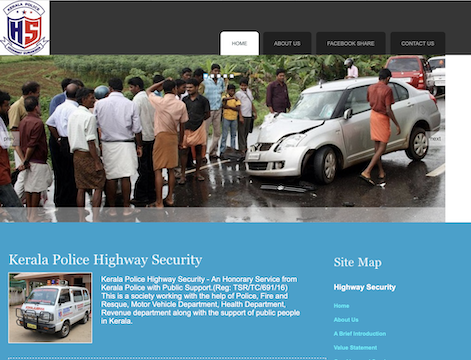 KERALA POLICE
HS
HOME
ABOUT US
FACEBOOK SHARE
CONTACT US
next
Kerala Police Highway Security
Kerala Police Highway Security - An Honorary Service from
Kerala Police with Public Support.(Reg: TSR/TC/691/16)
This is a society working with the help of Police, Fire and
Resque, Motor Vehicle Department, Health Department,
Revenue department along with the support of public people
in Kerala.
Site Map
Highway Security
Home
About Us
A Brief Introduction
Value Statement